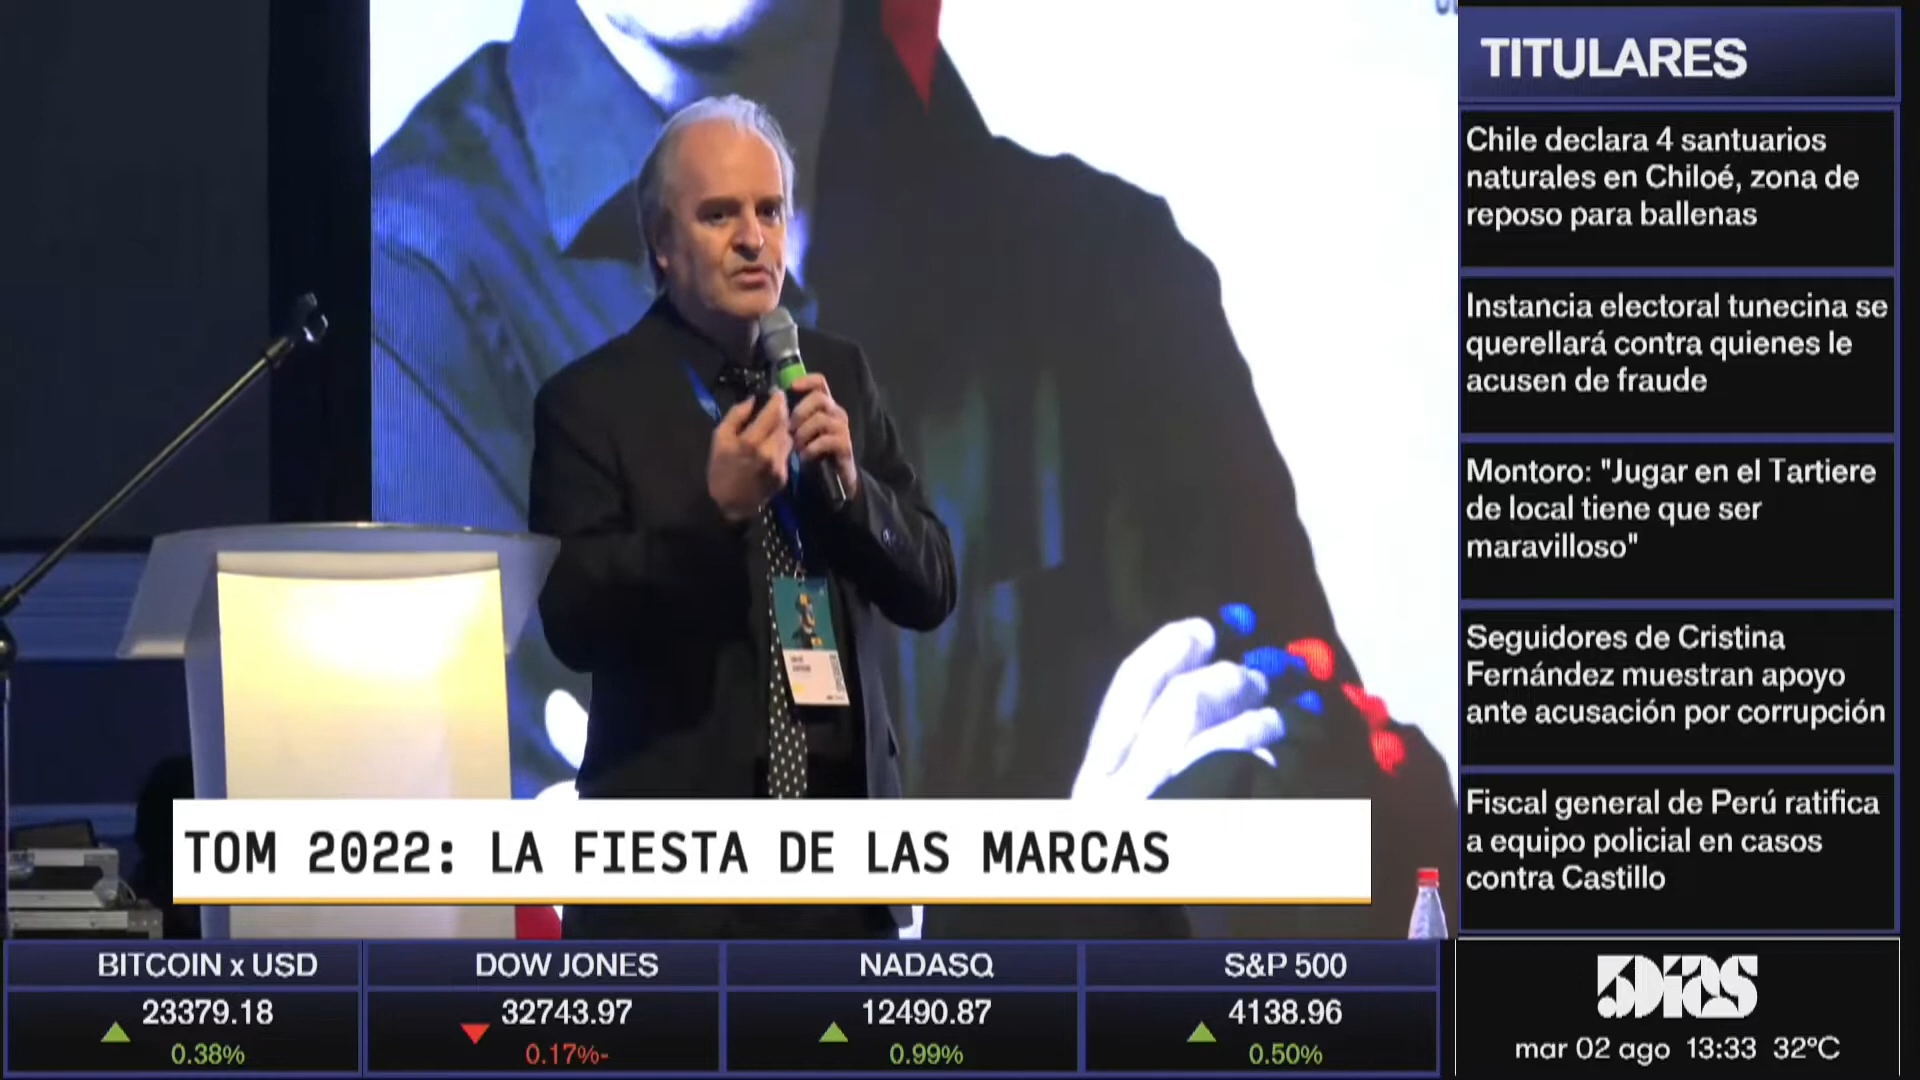 TITULARES
Chile declara 4 santuarios
naturales en Chiloé, zona de
reposo para ballenas
Instancia electoral tunecina se
querellará contra quienes le
acusen de fraude
Montoro: "Jugar en el Tartiere
de local tiene que ser
maravilloso"
Seguidores de Cristina
Fernández muestran apoyo
ante acusación por corrupción
Fiscal general de Perú ratifica
a equipo policial en casos
contra Castillo
TOM 2022: LA FIESTA DE LAS MARCAS
BITCOIN x USD
23379.18
0.38%
DOW JONES
32743.97
0.17%-
NADASQ
12490.87
0.99%
S&P 500
4138.96
0.50%
5DIAS
mar 02 ago 13:33 32°C